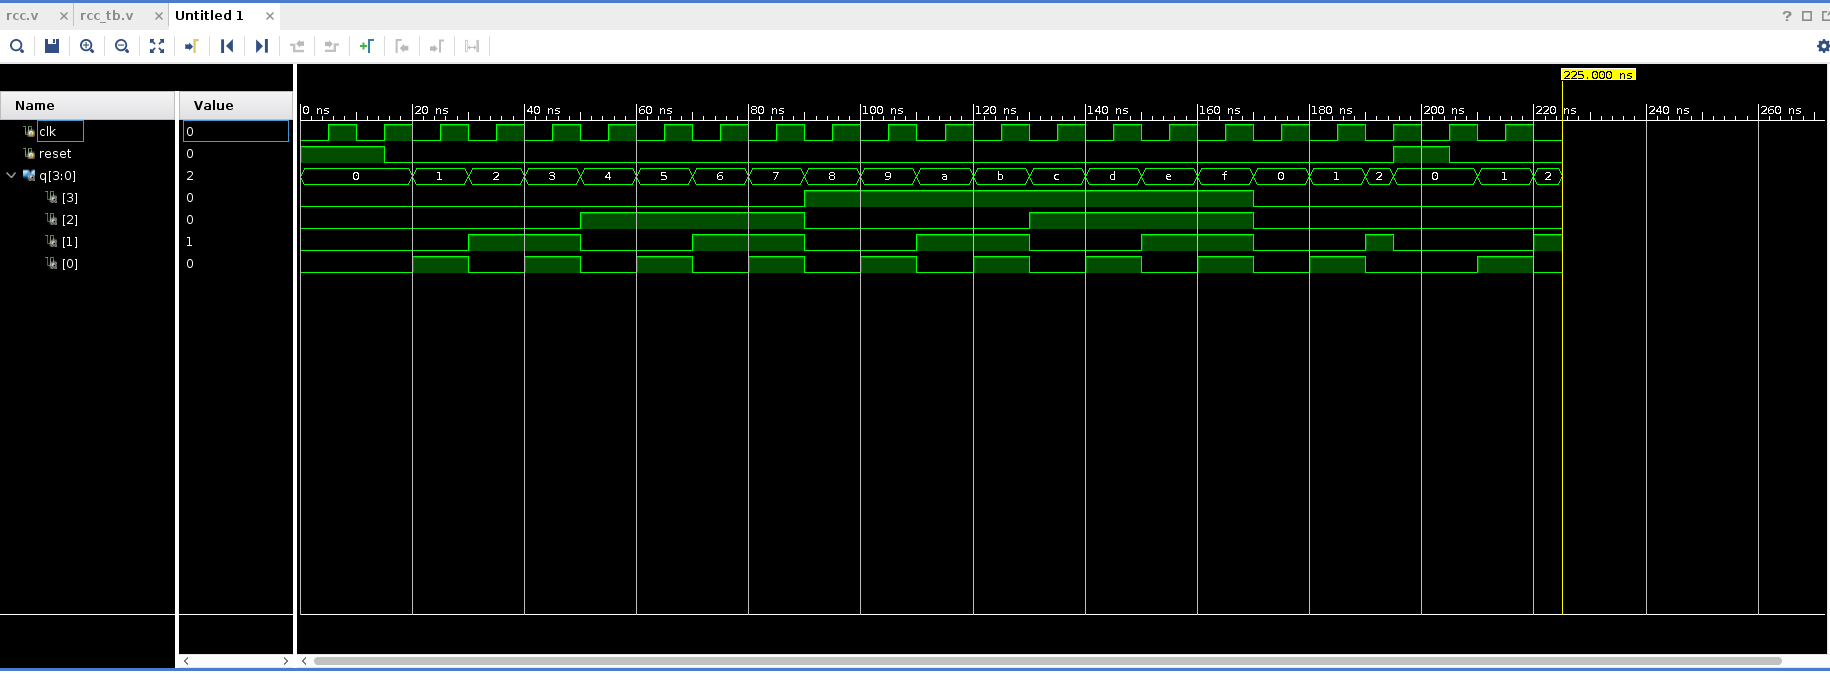 rcc.v × rcc_tb.v × Untitled 1 ×
?
225.000 ns
Name Value
0 ns 20 ns 40 ns 60 ns 80 ns 100 ns 120 ns 140 ns 160 ns 180 ns 200 ns 220 ns 240 ns 260 ns
clk 0
reset 0
q[3:0] 2 0 1 2 3 4 5 6 7 8 9 a b c d e f 0 1 2 0 1 2
[3] 0
[2] 0
[1] 1
[0] 0